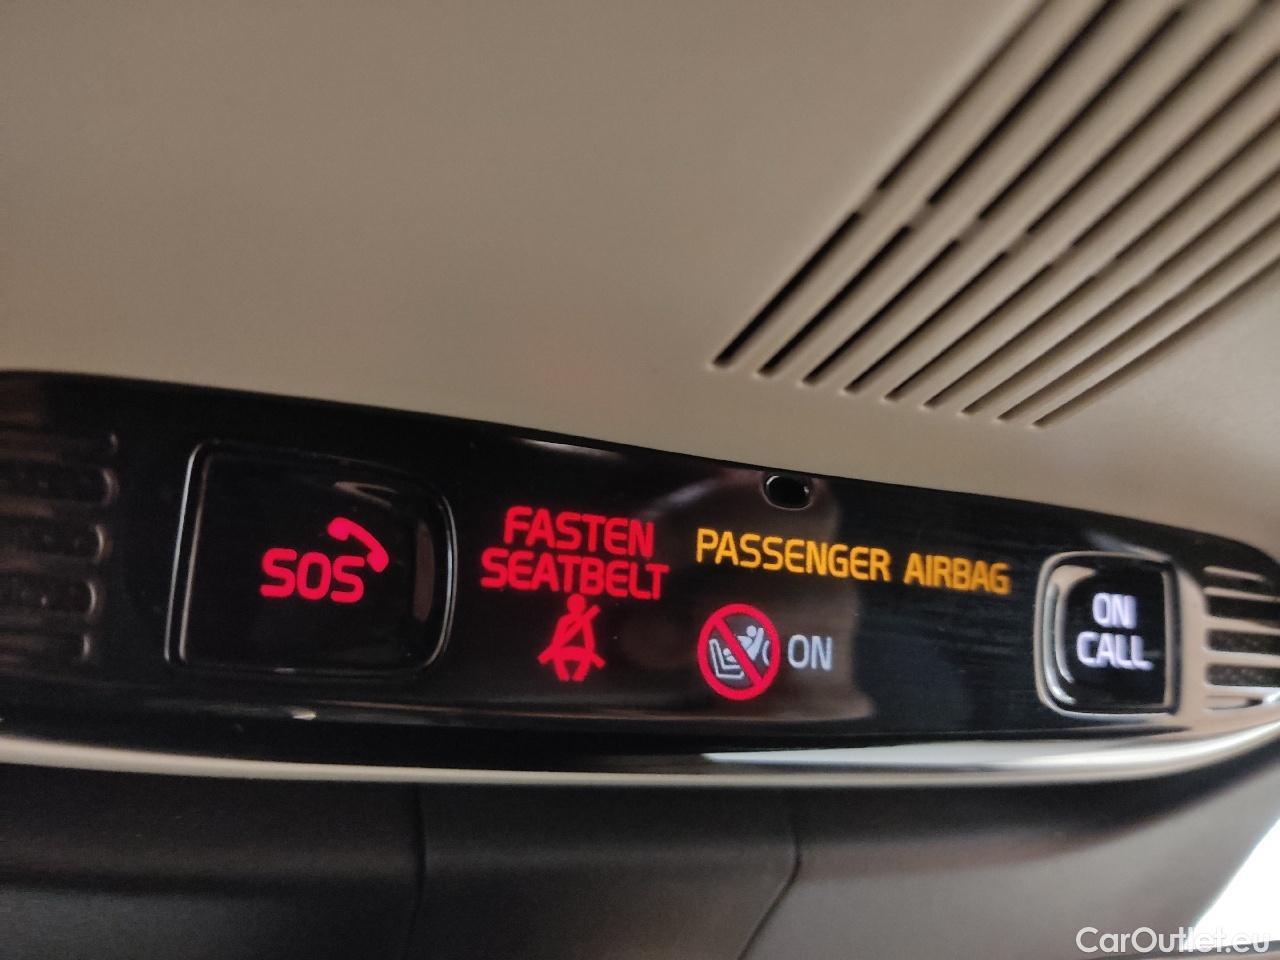 SOS
FASTEN
SEATBELT
PASSENGER AIRBAG
ON
ON
CALL
CarOutlet.eu